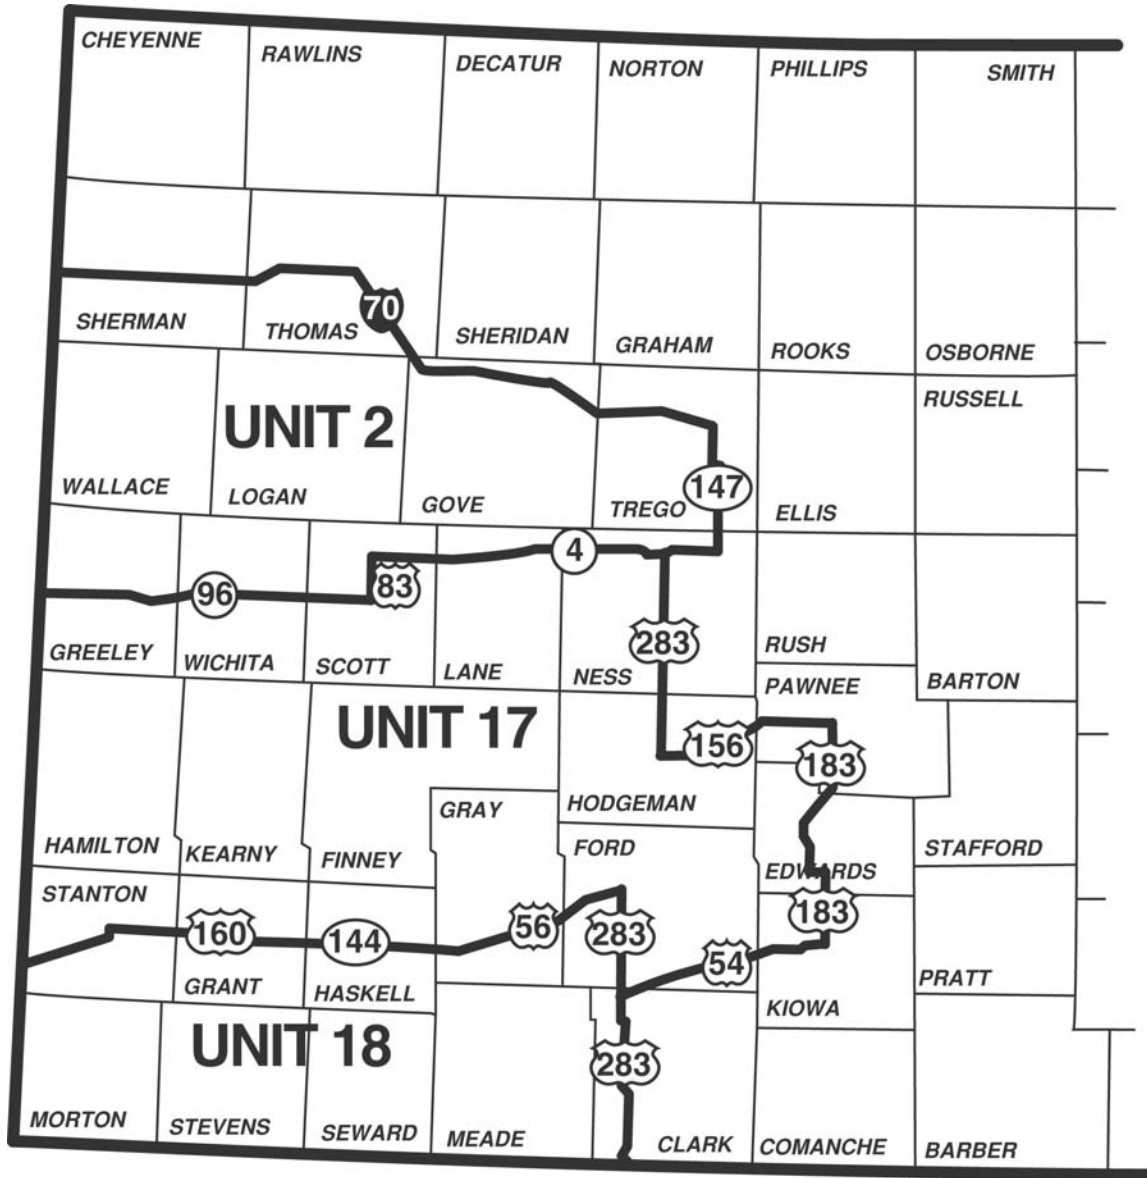 CHEYENNE
RAWLINS
DECATUR
NORTON
PHILLIPS
SMITH
70
SHERMAN
THOMAS
SHERIDAN
GRAHAM
ROOKS
OSBORNE
RUSSELL
UNIT 2
WALLACE
LOGAN
GOVE
TREGO
147
ELLIS
4
96
83
283
GREELEY
WICHITA
SCOTT
LANE
NESS
RUSH
PAWNEE
BARTON
UNIT 17
156
183
GRAY
HODGEMAN
HAMILTON
KEARNY
FINNEY
FORD
EDWARDS
STAFFORD
STANTON
160
144
56
283
183
54
GRANT
HASKELL
KIOWA
PRATT
UNIT 18
283
MORTON
STEVENS
SEWARD
MEADE
CLARK
COMANCHE
BARBER